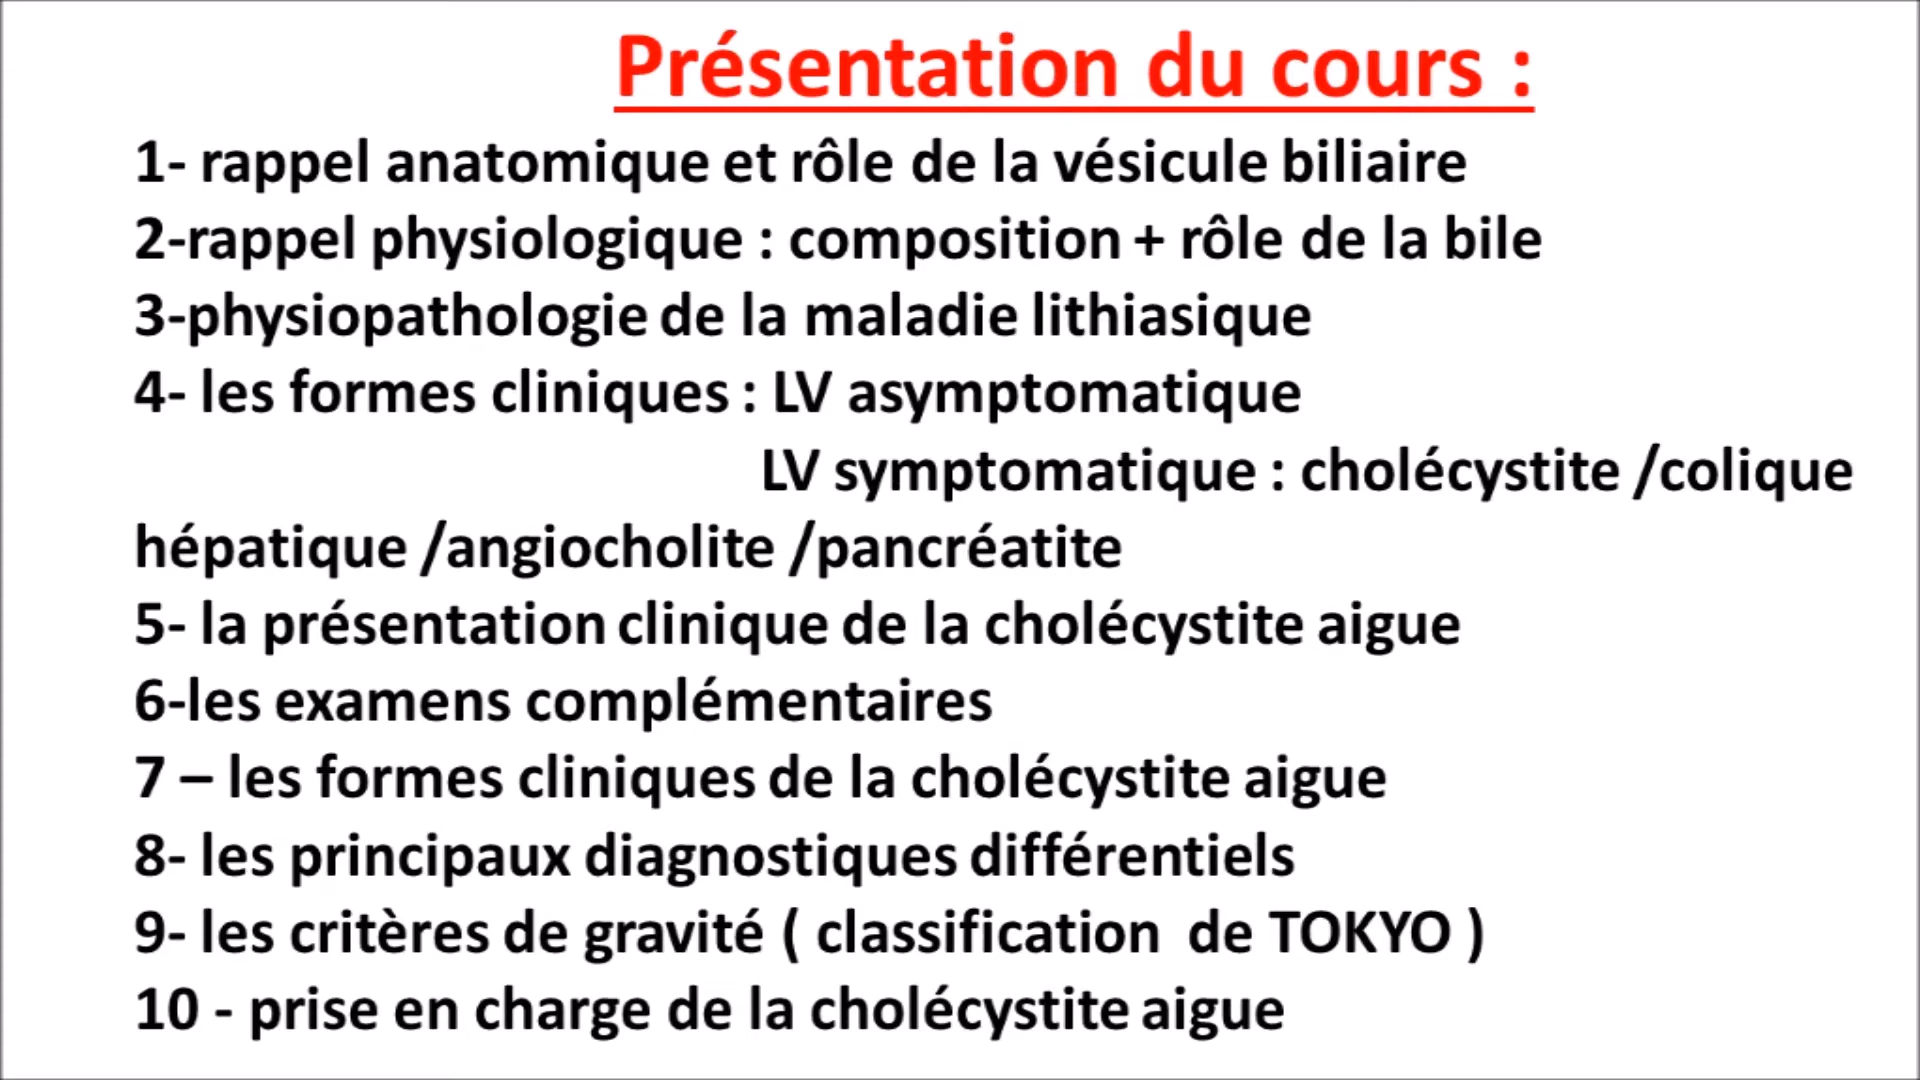 Présentation du cours :
1- rappel anatomique et rôle de la vésicule biliaire
2-rappel physiologique : composition + rôle de la bile
3-physiopathologie de la maladie lithiasique
4- les formes cliniques : LV asymptomatique
LV symptomatique : cholécystite /colique
hépatique /angiocholite /pancréatite
5- la présentation clinique de la cholécystite aigue
6-les examens complémentaires
7 – les formes cliniques de la cholécystite aigue
8- les principaux diagnostiques différentiels
9- les critères de gravité ( classification  de TOKYO )
10 - prise en charge de la cholécystite aigue